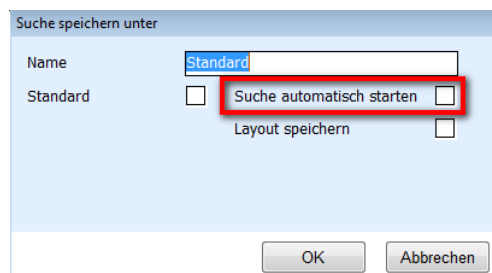 Suche speichern unter
Name Standard
Standard Suche automatisch starten
Layout speichern
OK Abbrechen